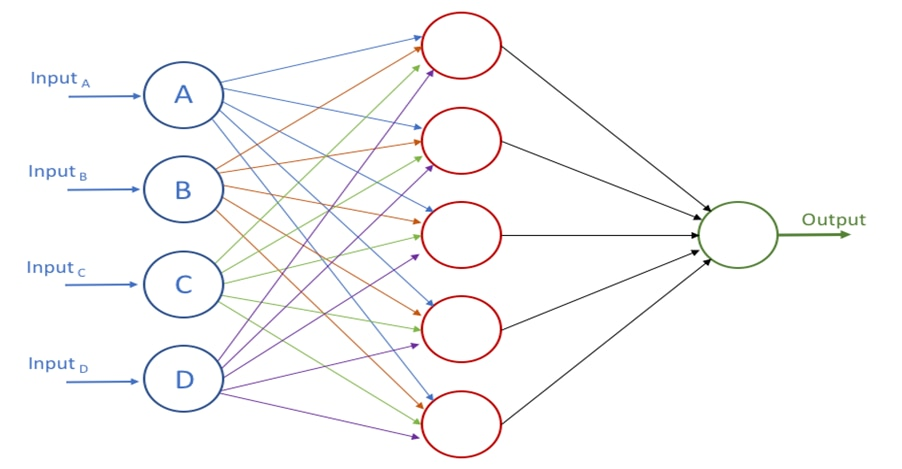 Input A
A
Input B
B
Input C
C
Input D
D
Output